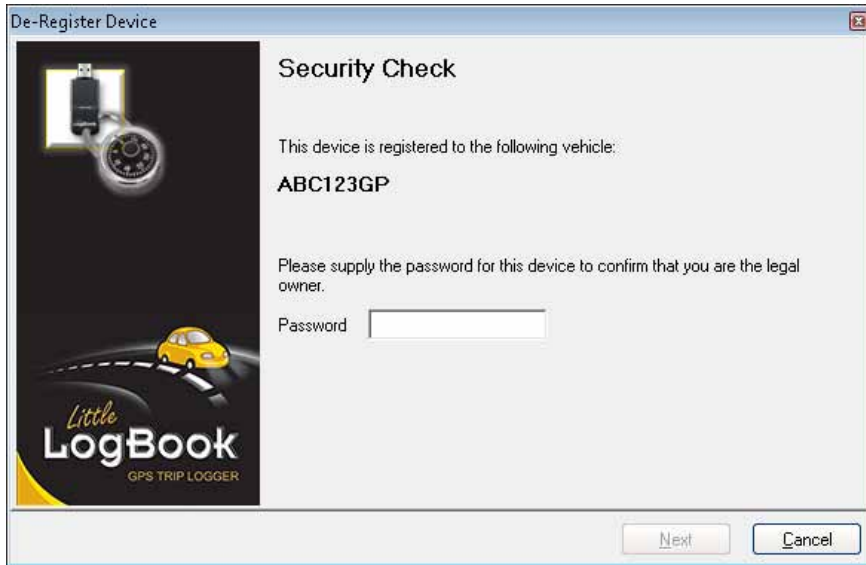 De-Register Device
Security Check
This device is registered to the following vehicle:
ABC123GP
Please supply the password for this device to confirm that you are the legal
owner.
Password
Little
LogBook
GPS TRIP LOGGER
Next
Cancel